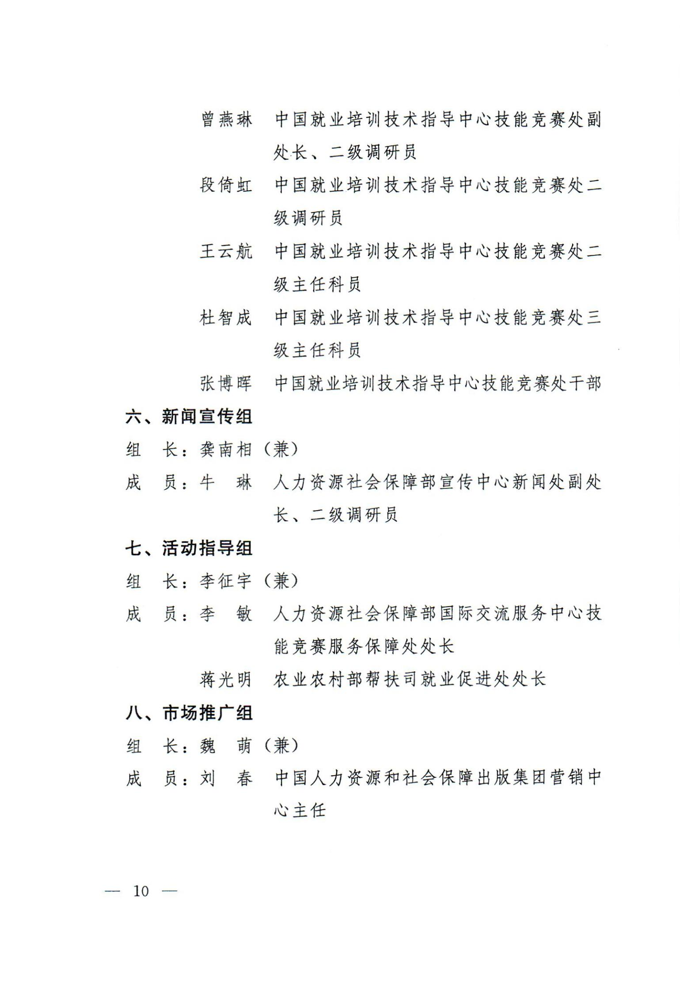 曾燕琳 中国就业培训技术指导中心技能竞赛处副
处长、二级调研员
段倚虹 中国就业培训技术指导中心技能竞赛处二
级调研员
王云航 中国就业培训技术指导中心技能竞赛处二
级主任科员
杜智成 中国就业培训技术指导中心技能竞赛处三
级主任科员
张博晖 中国就业培训技术指导中心技能竞赛处干部
六、新闻宣传组
组 长：龚南相（兼）
成 员：牛 琳 人力资源社会保障部宣传中心新闻处副处
长、二级调研员
七、活动指导组
组 长：李征宇（兼）
成 员：李 敏 人力资源社会保障部国际交流服务中心技
能竞赛服务保障处处长
蒋光明 农业农村部帮扶司就业促进处处长
八、市场推广组
组 长：魏 萌（兼）
成 员：刘 春 中国人力资源和社会保障出版集团营销中
心主任
— 10 —